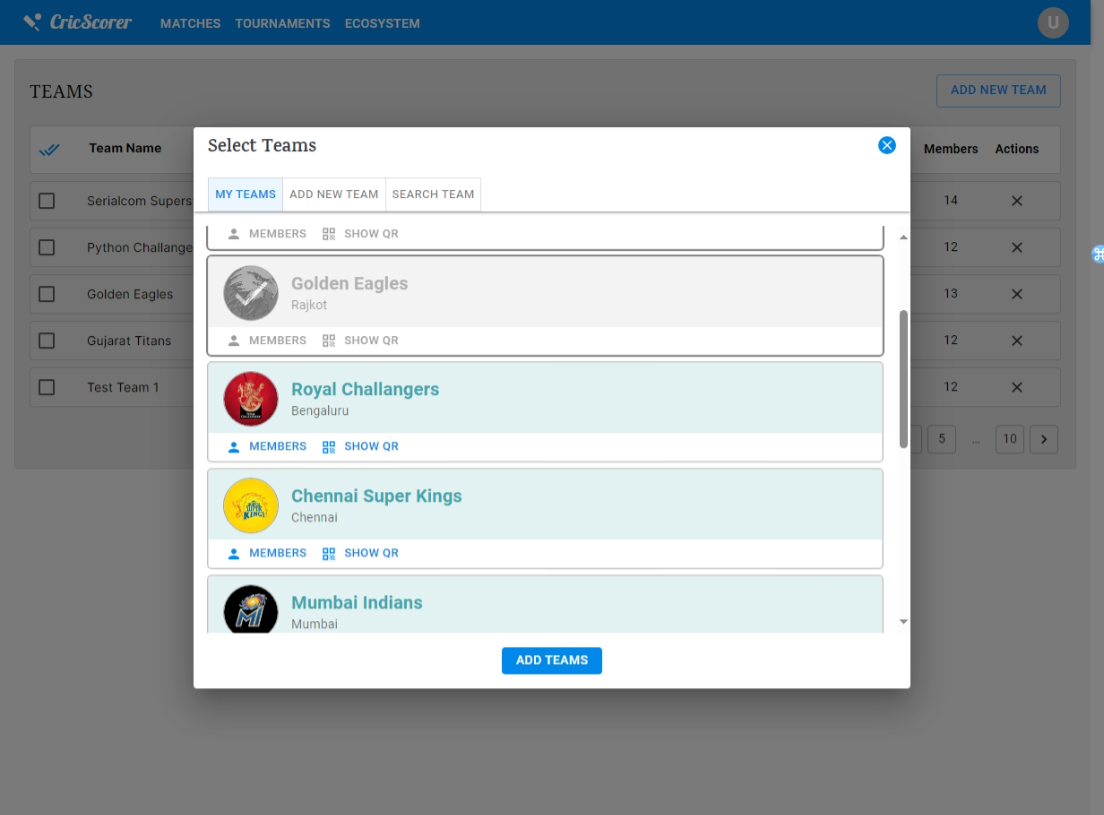 CricScorer MATCHES TOURNAMENTS ECOSYSTEM U
TEAMS ADD NEW TEAM
Select Teams
Team Name Members Actions
MY TEAMS ADD NEW TEAM SEARCH TEAM
Serialcom Supers 14
MEMBERS SHOW QR
Python Challange 12
Golden Eagles
Rajkot
Golden Eagles 13
MEMBERS SHOW QR
Gujarat Titans 12
Royal Challangers
Bengaluru
Test Team 1 12
MEMBERS SHOW QR
5 ... 10
Chennai Super Kings
SUPER KINGS
Chennai
MEMBERS SHOW QR
Mumbai Indians
MI
Mumbai
ADD TEAMS